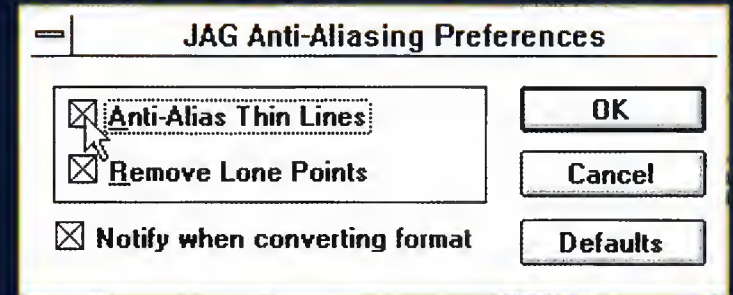 JAG Anti-Aliasing Preferences
Anti-Alias Thin Lines
OK
Remove Lone Points
Cancel
Notify when converting format
Defaults